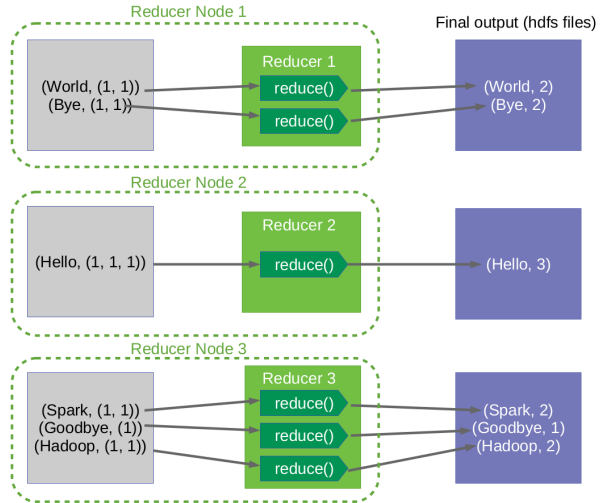 Reducer Node 1
Final output (hdfs files)
(World, (1, 1))
(Bye, (1, 1))
Reducer 1
reduce()
reduce()
(World, 2)
(Bye, 2)
Reducer Node 2
(Hello, (1, 1, 1))
Reducer 2
reduce()
(Hello, 3)
Reducer Node 3
(Spark, (1, 1))
(Goodbye, (1))
(Hadoop, (1, 1))
Reducer 3
reduce()
reduce()
reduce()
(Spark, 2)
(Goodbye, 1)
(Hadoop, 2)